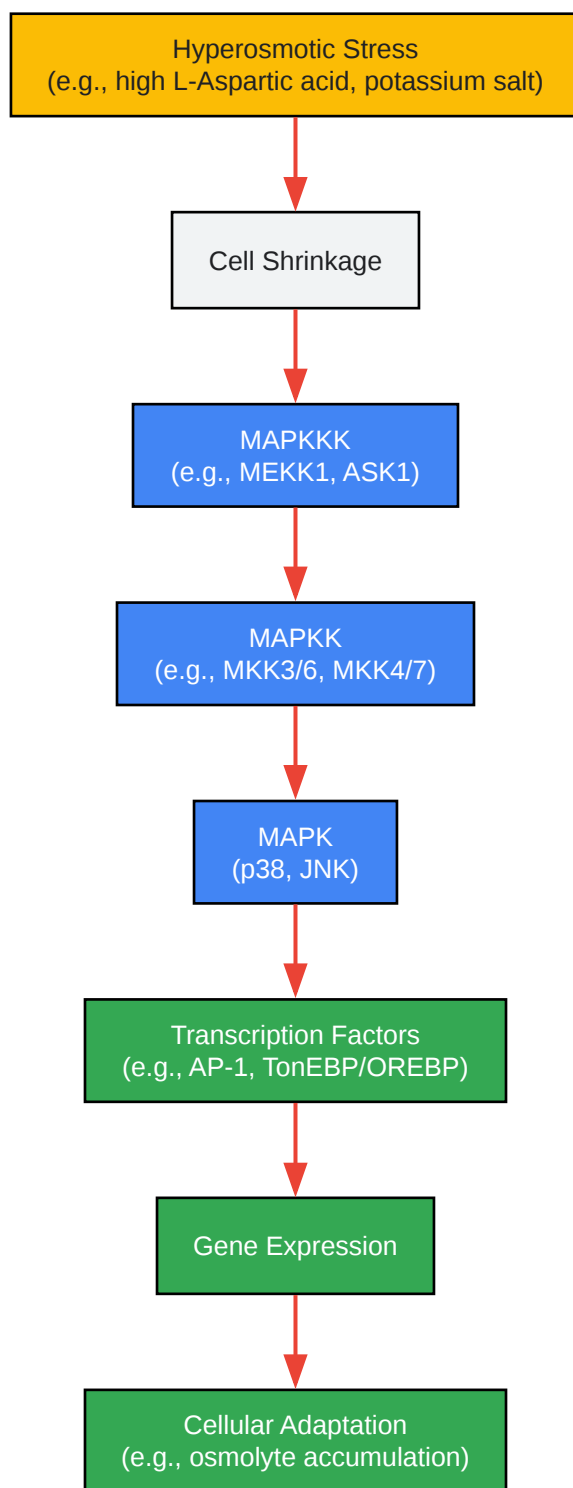 Hyperosmotic Stress
(e.g., high L-Aspartic acid, potassium salt)
Cell Shrinkage
MAPKKK
(e.g., MEKK1, ASK1)
MAPKK
(e.g., MKK3/6, MKK4/7)
MAPK
(p38, JNK)
Transcription Factors
(e.g., AP-1, TonEBP/OREBP)
Gene Expression
Cellular Adaptation
(e.g., osmolyte accumulation)